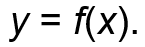 y = f(x).